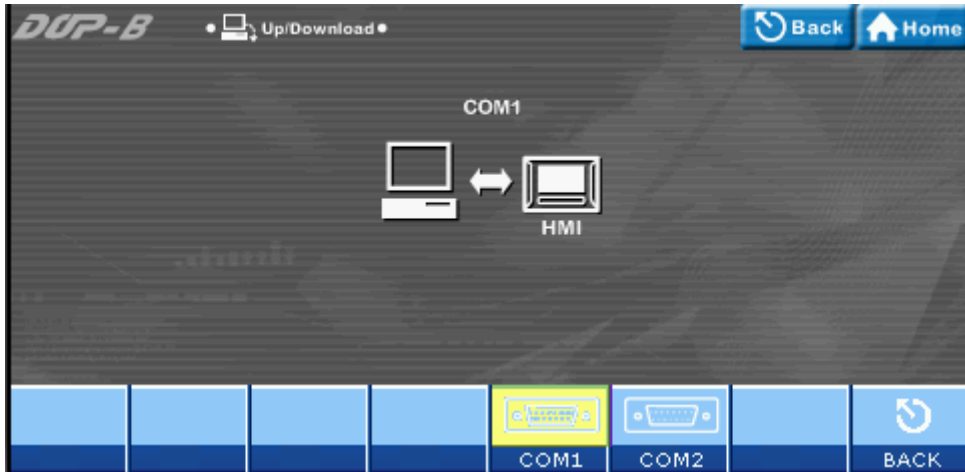 DOP-B
• Up/Download •
Back
Home
COM1
HMI
COM1
COM2
BACK